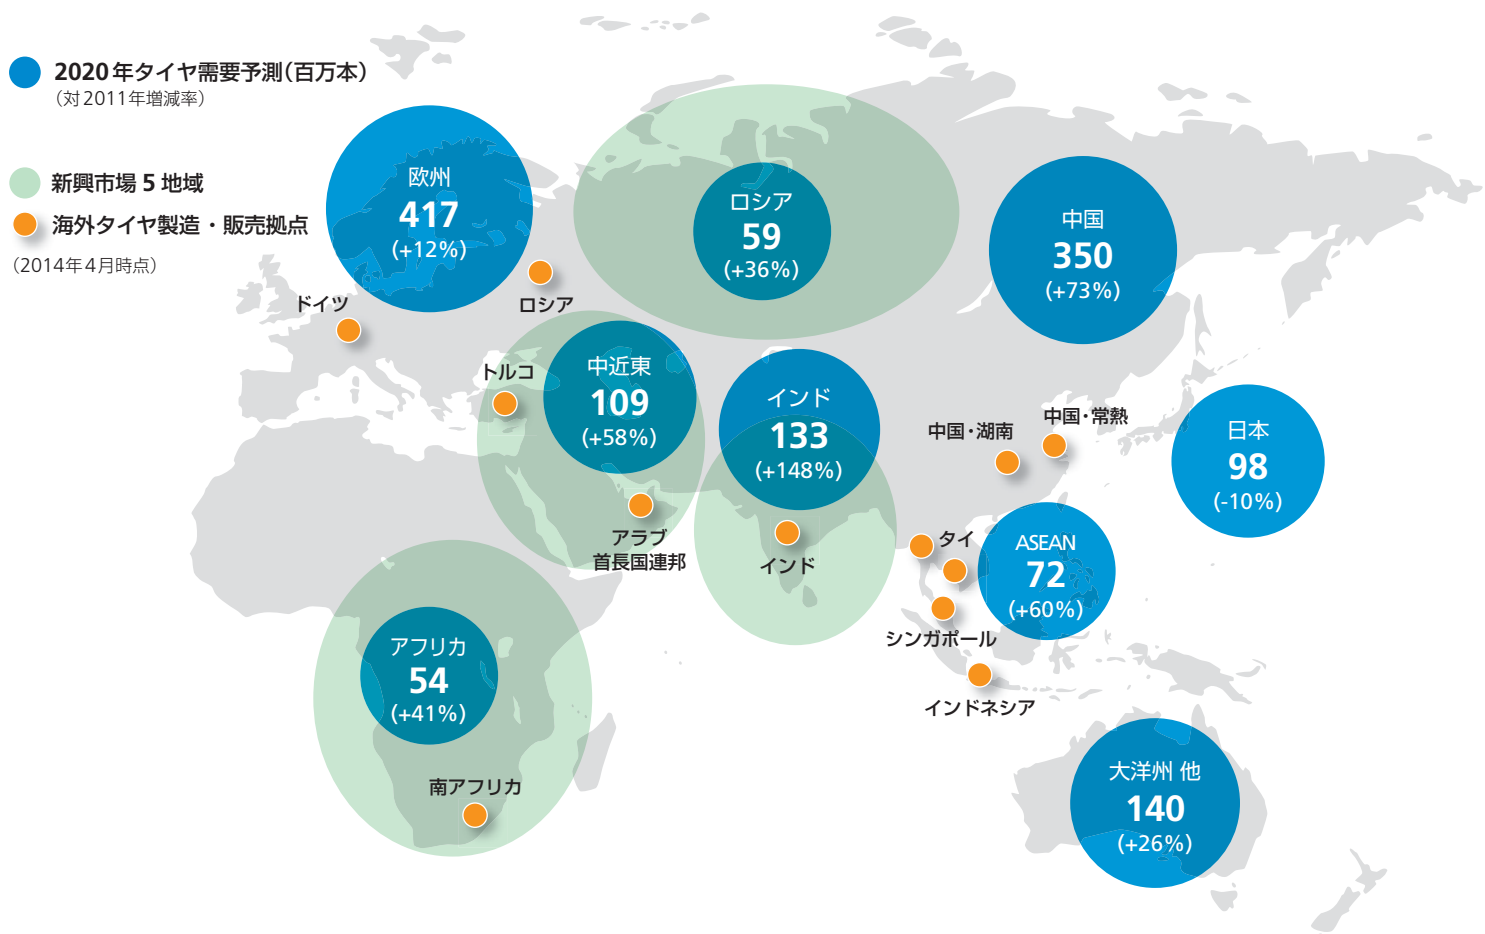 2020年タイヤ需要予測（百万本）
（対2011年増減率）
新興市場 5 地域
海外タイヤ製造・販売拠点
（2014年4月時点）
欧州
417
(+12%)
ロシア
59
(+36%)
中国
350
(+73%)
ドイツ
ロシア
トルコ
中近東
109
(+58%)
インド
133
(+148%)
中国・湖南
中国・常熱
日本
98
(-10%)
アラブ
首長国連邦
インド
タイ
ASEAN
72
(+60%)
シンガポール
インドネシア
アフリカ
54
(+41%)
南アフリカ
大洋州 他
140
(+26%)